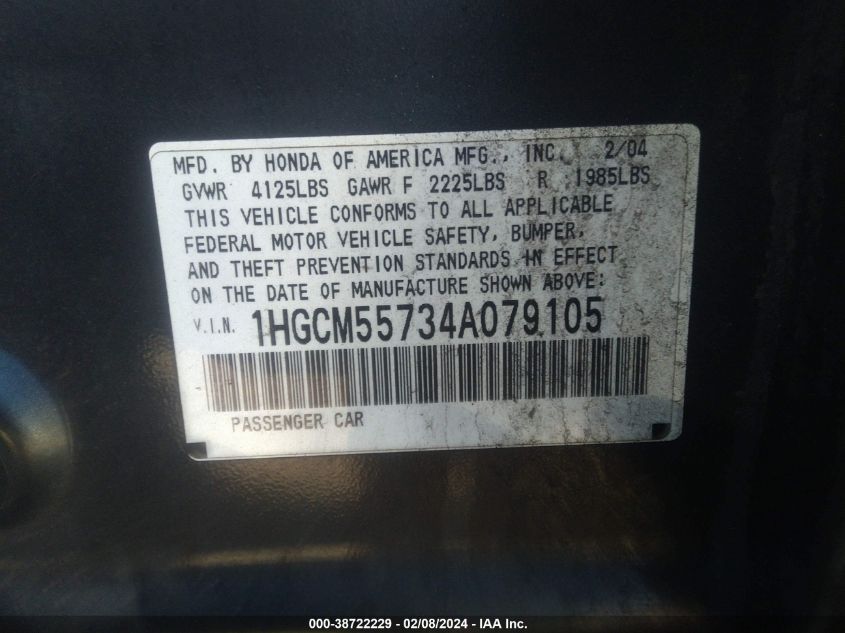 MFD. BY HONDA OF AMERICA MFG., INC. 2/04
GVWR 4125LBS GAWR F 2225LBS R 1985LBS
THIS VEHICLE CONFORMS TO ALL APPLICABLE
FEDERAL MOTOR VEHICLE SAFETY, BUMPER,
AND THEFT PREVENTION STANDARDS IN EFFECT
ON THE DATE OF MANUFACTURE SHOWN ABOVE:
V.I.N. 1HGCM55734A079105
PASSENGER CAR
000-38722229 - 02/08/2024 - IAA Inc.